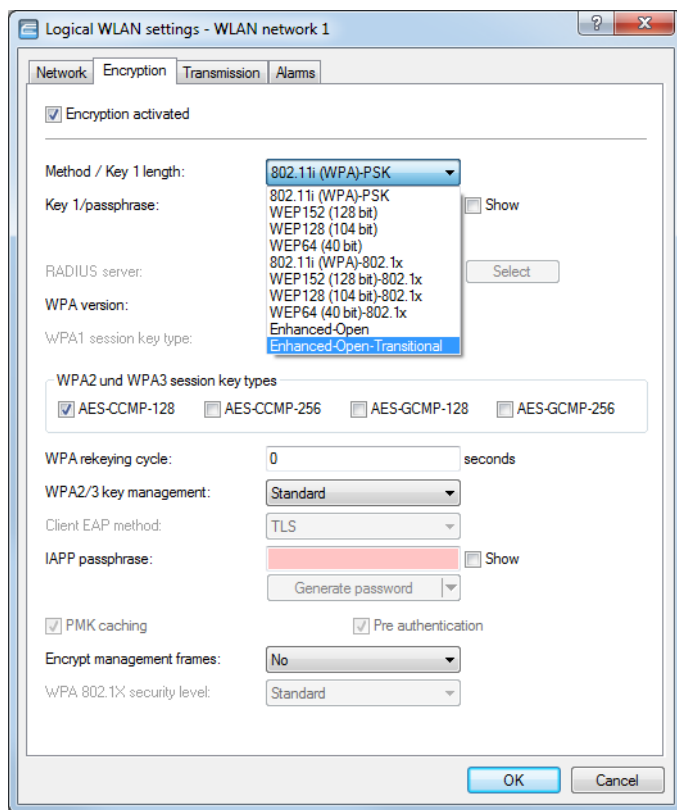 Logical WLAN settings - WLAN network 1
?
Network Encryption Transmission Alarms
Encryption activated
Method / Key 1 length: 802.11i (WPA)-PSK
802.11i (WPA)-PSK
Key 1/passphrase: Show
WEP152 (128 bit)
WEP128 (104 bit)
WEP64 (40 bit)
802.11i (WPA)-802.1x
RADIUS server: Select
WEP152 (128 bit)-802.1x
WEP128 (104 bit)-802.1x
WPA version:
WEP64 (40 bit)-802.1x
Enhanced-Open
WPA1 session key type:
Enhanced-Open-Transitional
WPA2 und WPA3 session key types
AES-CCMP-128 AES-CCMP-256 AES-GCMP-128 AES-GCMP-256
WPA rekeying cycle: 0 seconds
WPA2/3 key management: Standard
Client EAP method: TLS
IAPP passphrase: Show
Generate password
PMK caching Pre authentication
Encrypt management frames: No
WPA 802.1X security level: Standard
OK Cancel